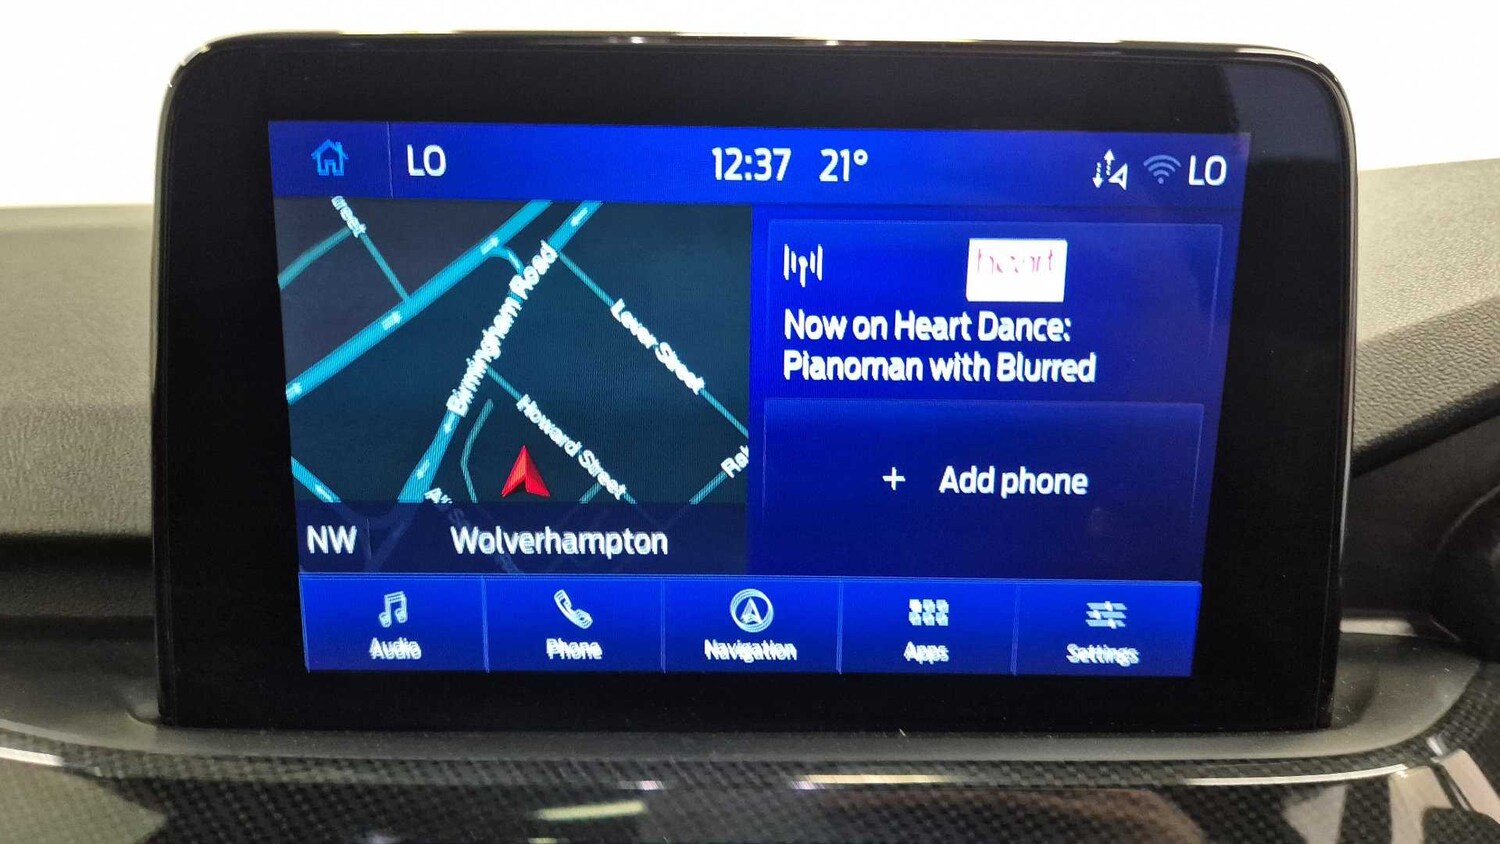 LO
12:37 21°
LO
heart
Now on Heart Dance:
Pianoman with Blurred
+ Add phone
Birmingham Road
Lever Street
Howard Street
NW
Wolverhampton
Audio
Phone
Navigation
Apps
Settings